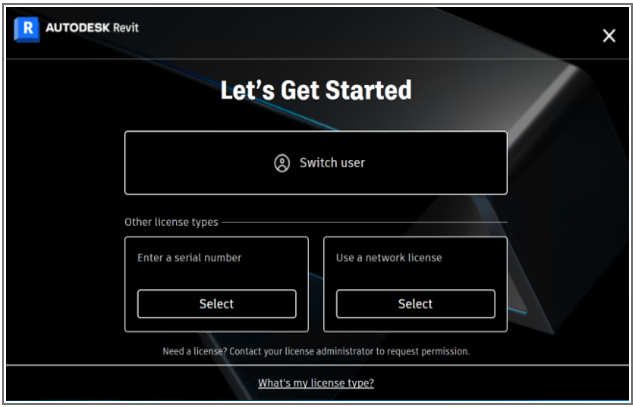 R AUTODESK Revit
Let's Get Started
Switch user
Other license types
Enter a serial number
Use a network license
Select
Select
Need a license? Contact your license administrator to request permission.
What's my license type?